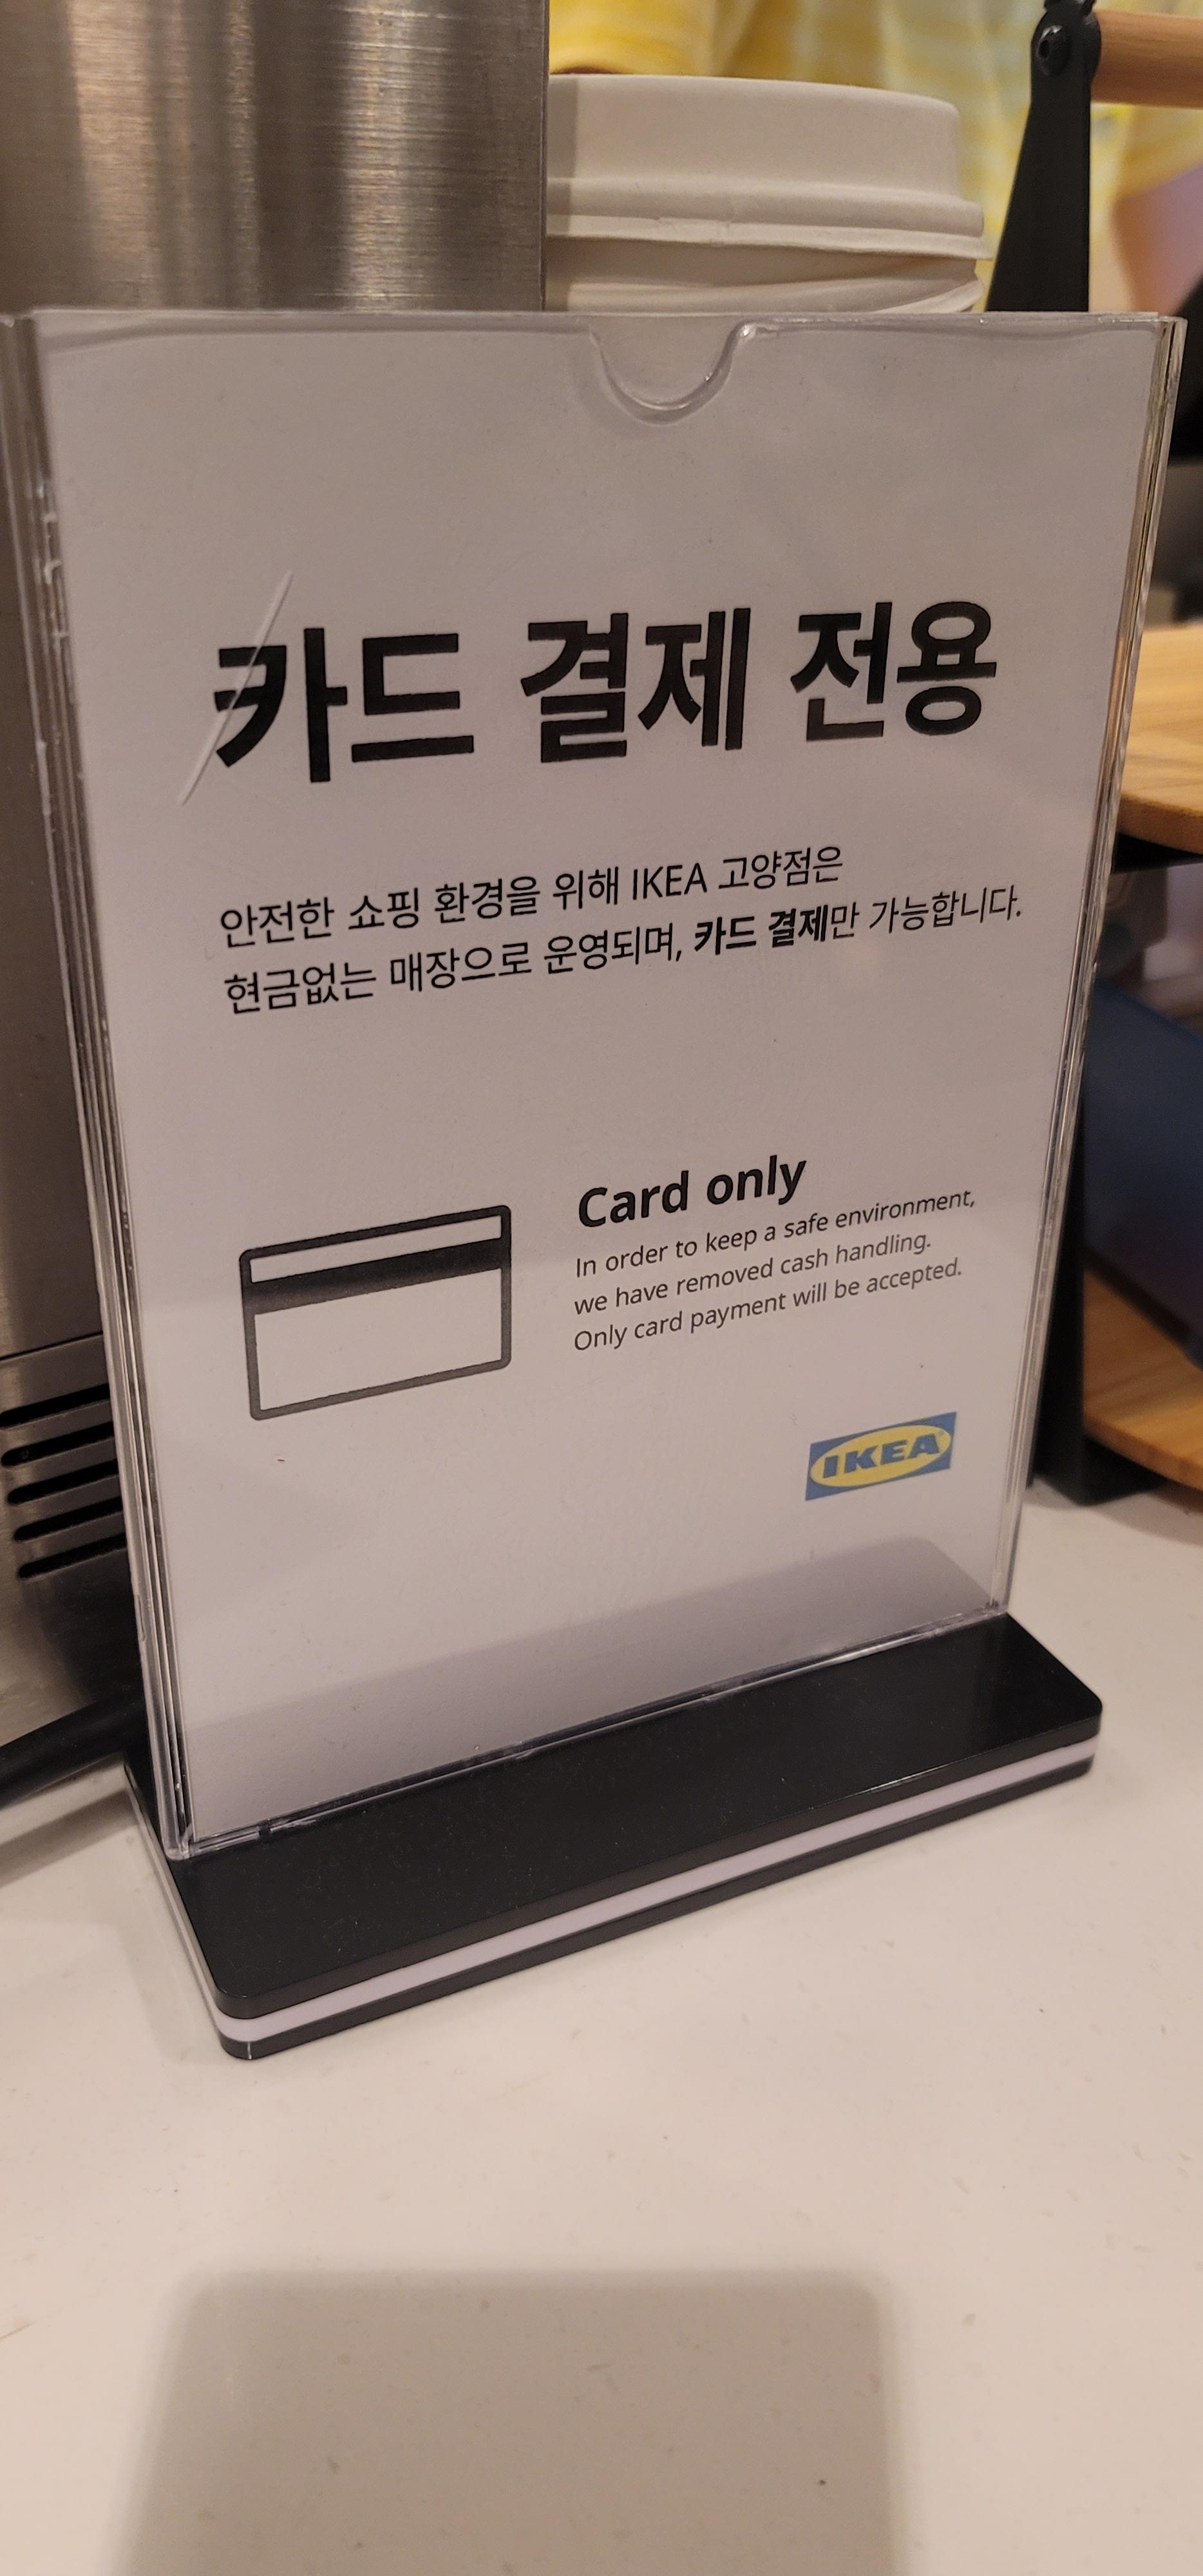 카드 결제 전용
안전한 쇼핑 환경을 위해 IKEA 고양점은
현금없는 매장으로 운영되며, 카드 결제만 가능합니다.
Card only
In order to keep a safe environment,
we have removed cash handling.
Only card payment will be accepted.
IKEA